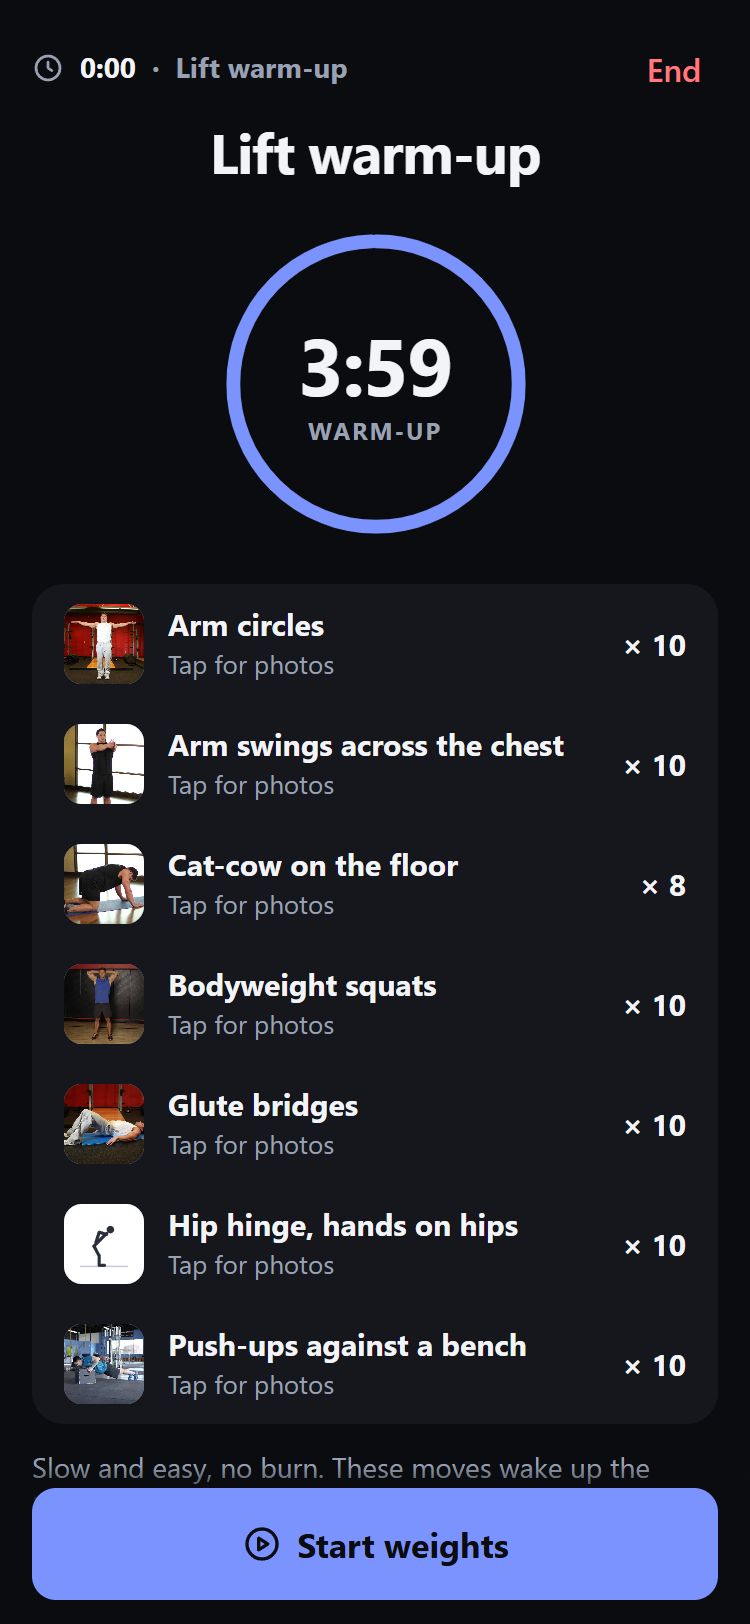 0:00 · Lift warm-up
End
Lift warm-up
3:59
WARM-UP
Arm circles
Tap for photos
× 10
Arm swings across the chest
Tap for photos
× 10
Cat-cow on the floor
Tap for photos
× 8
Bodyweight squats
Tap for photos
× 10
Glute bridges
Tap for photos
× 10
Hip hinge, hands on hips
Tap for photos
× 10
Push-ups against a bench
Tap for photos
× 10
Slow and easy, no burn. These moves wake up the
Start weights